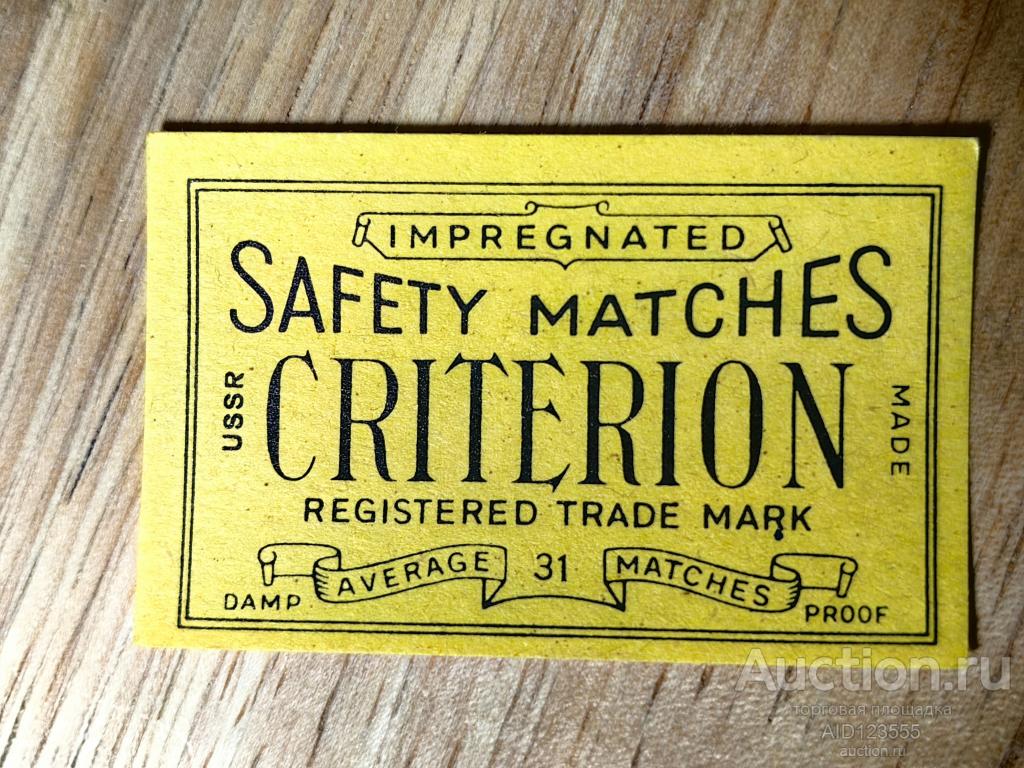 IMPREGNATED
SAFETY MATCHES
USSR
CRITERION
MADE
REGISTERED TRADE MARK
AVERAGE 31 MATCHES
DAMP PROOF
Auction.ru
торговая площадка
AID123555
auction.ru